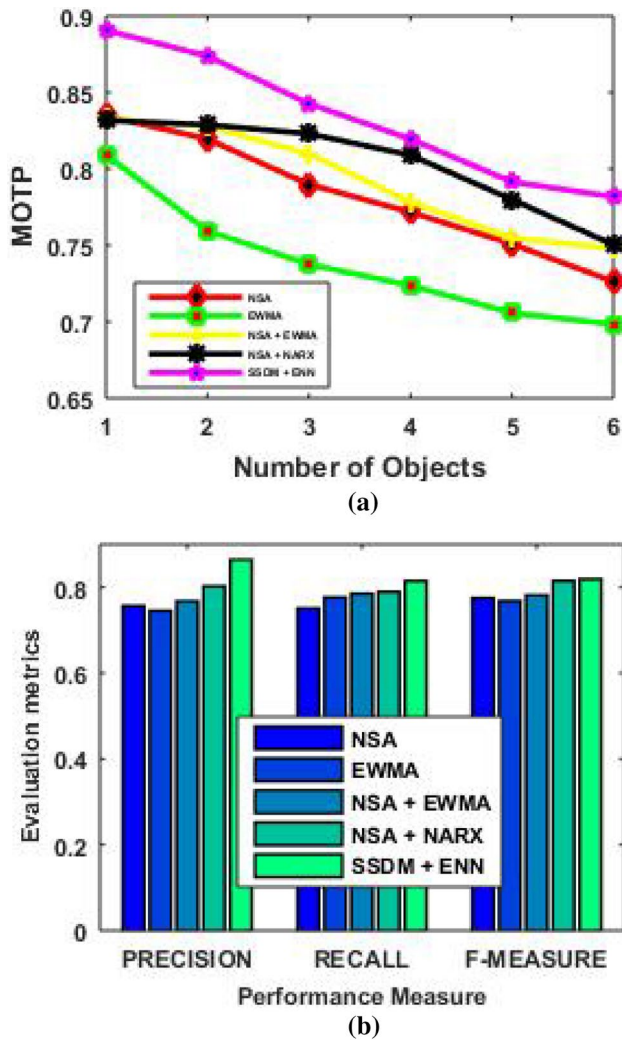 0.9
0.85
0.8
0.75
0.7
0.65
MOTP
NSA
EWMA
NSA + EWMA
NSA + NARX
SSDM + ENN
1 2 3 4 5 6
Number of Objects
(a)
0.8
0.6
0.4
0.2
0
Evaluation metrics
NSA
EWMA
NSA + EWMA
NSA + NARX
SSDM + ENN
PRECISION RECALL F-MEASURE
Performance Measure
(b)